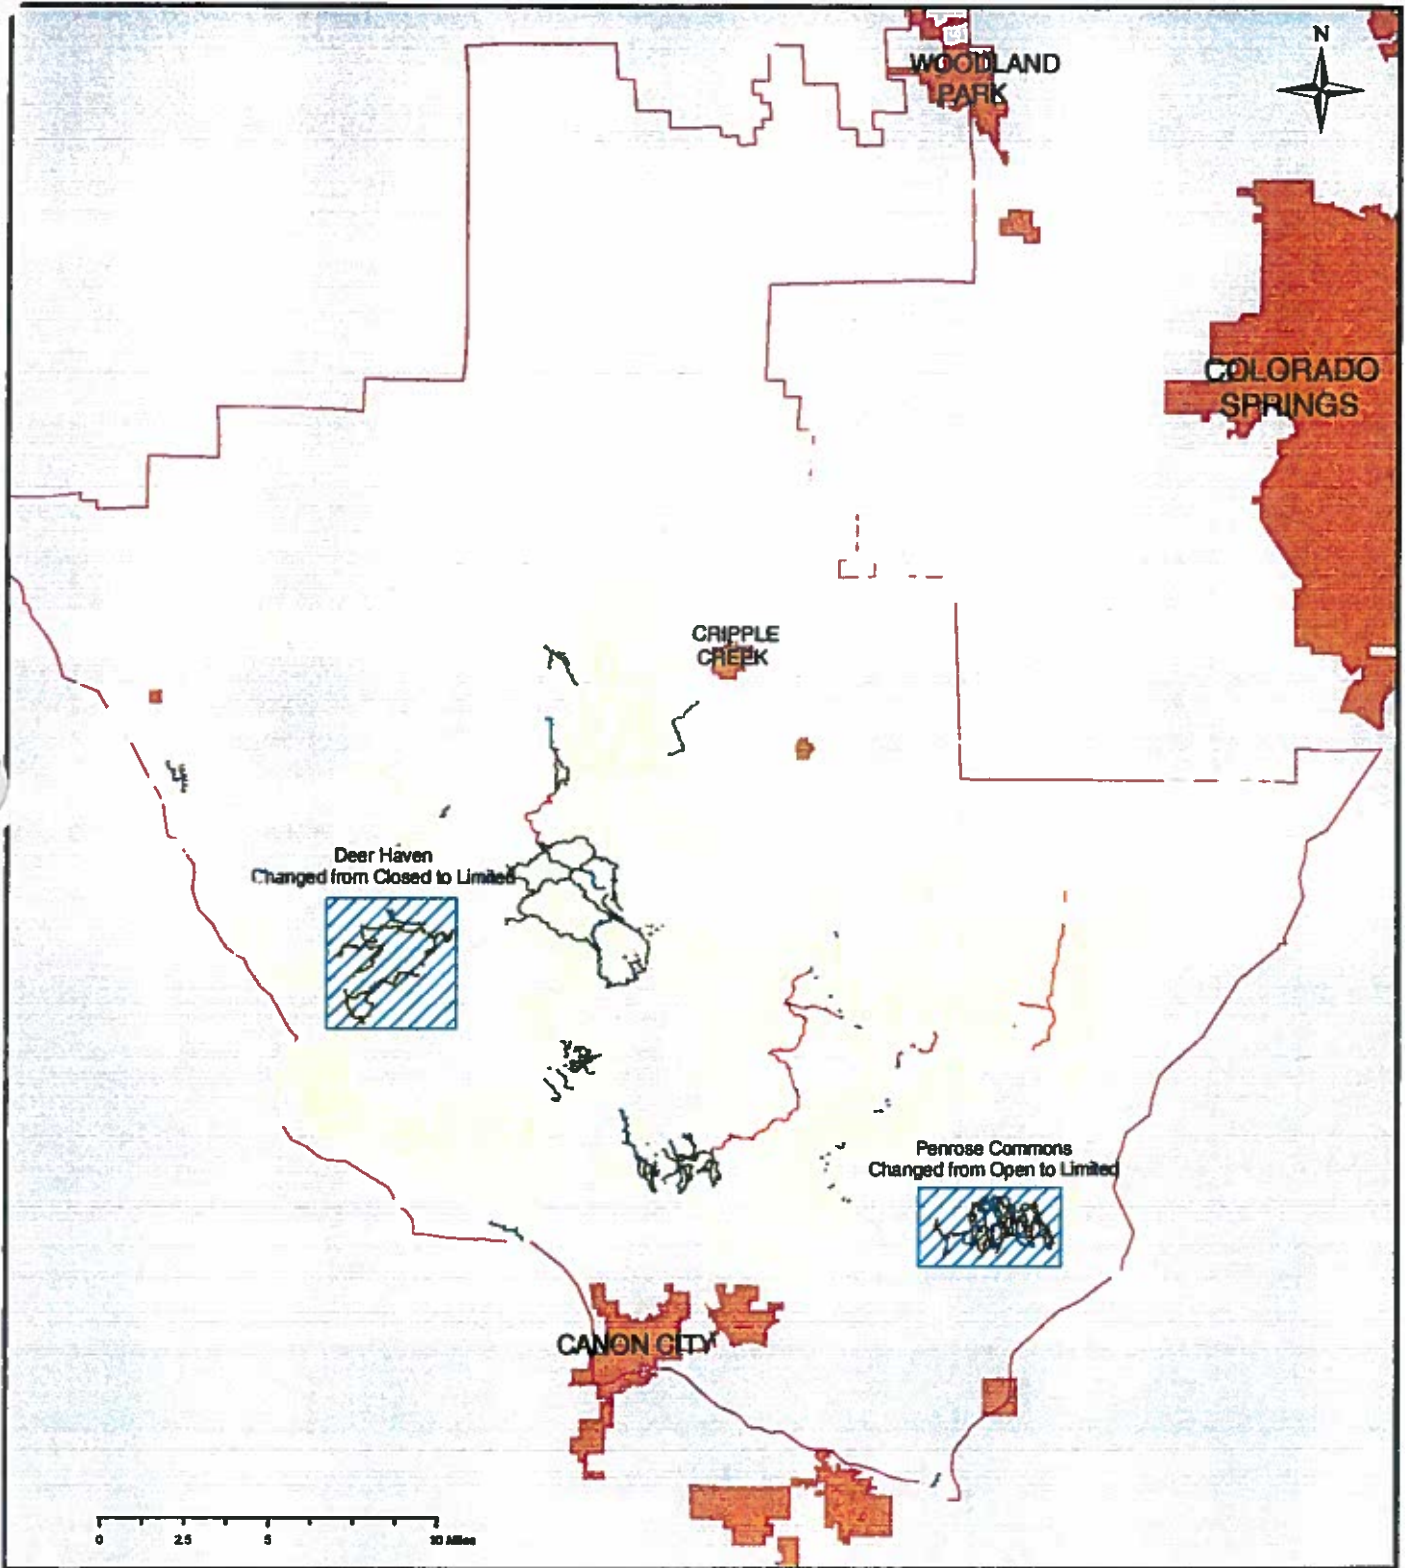 N
WOODLAND
PARK
COLORADO
SPRINGS
CRIPPLE
CREEK
Deer Haven
Changed from Closed to Limited
Penrose Commons
Changed from Open to Limited
CANON CITY
0 2.5 5 10 Miles